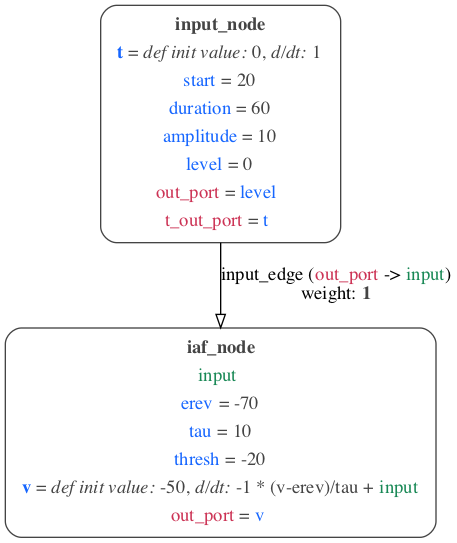 input_node
t = def init value: 0, d/dt: 1
start = 20
duration = 60
amplitude = 10
level = 0
out_port = level
t_out_port = t
input_edge (out_port -> input)
weight: 1
iaf_node
input
erev = -70
tau = 10
thresh = -20
v = def init value: -50, d/dt: -1 * (v-erev)/tau + input
out_port = v